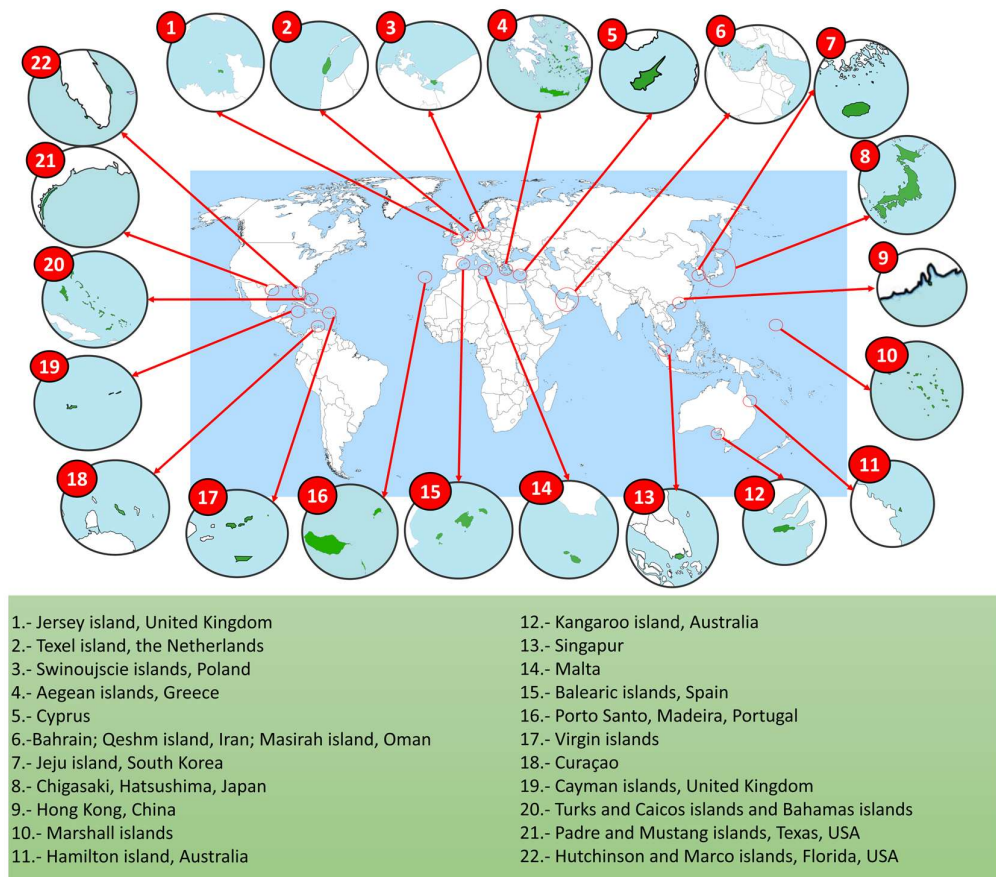 1
2
3
4
5
6
7
8
9
10
11
12
13
14
15
16
17
18
19
20
21
22
1.- Jersey island, United Kingdom
2.- Texel island, the Netherlands
3.- Swinoujscie islands, Poland
4.- Aegean islands, Greece
5.- Cyprus
6.-Bahrain; Qeshm island, Iran; Masirah island, Oman
7.- Jeju island, South Korea
8.- Chigasaki, Hatsushima, Japan
9.- Hong Kong, China
10.- Marshall islands
11.- Hamilton island, Australia
12.- Kangaroo island, Australia
13.- Singapur
14.- Malta
15.- Balearic islands, Spain
16.- Porto Santo, Madeira, Portugal
17.- Virgin islands
18.- Curaçao
19.- Cayman islands, United Kingdom
20.- Turks and Caicos islands and Bahamas islands
21.- Padre and Mustang islands, Texas, USA
22.- Hutchinson and Marco islands, Florida, USA